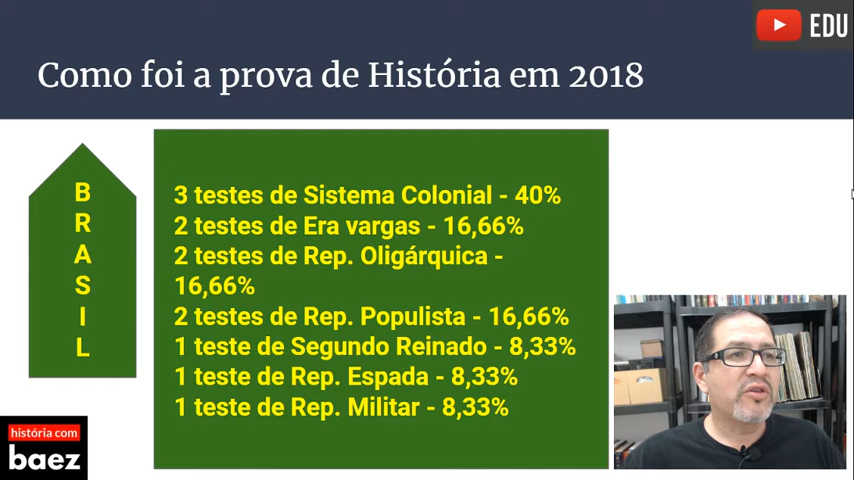 EDU
Como foi a prova de História em 2018
B
R
A
S
I
L
3 testes de Sistema Colonial - 40%
2 testes de Era vargas - 16,66%
2 testes de Rep. Oligárquica -
16,66%
2 testes de Rep. Populista - 16,66%
1 teste de Segundo Reinado - 8,33%
1 teste de Rep. Espada - 8,33%
1 teste de Rep. Militar - 8,33%
história com
baez